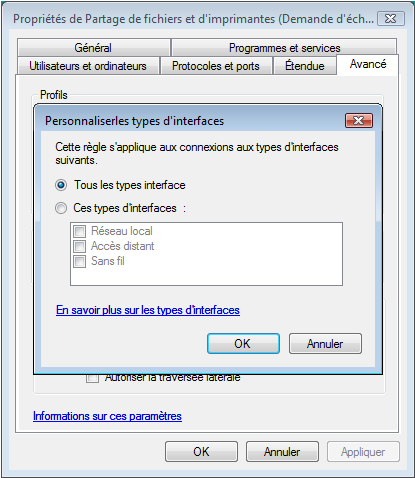 Propriétés de Partage de fichiers et d'imprimantes (Demande d'éch...
Général
Programmes et services
Utilisateurs et ordinateurs
Protocoles et ports
Étendue
Avancé
Profils
Personnaliserles types d'interfaces
Cette règle s'applique aux connexions aux types d'interfaces
suivants.
Tous les types interface
Ces types d'interfaces :
Réseau local
Accès distant
Sans fil
En savoir plus sur les types d'interfaces
OK
Annuler
Autoriser la traversée latérale
Informations sur ces paramètres
OK
Annuler
Appliquer